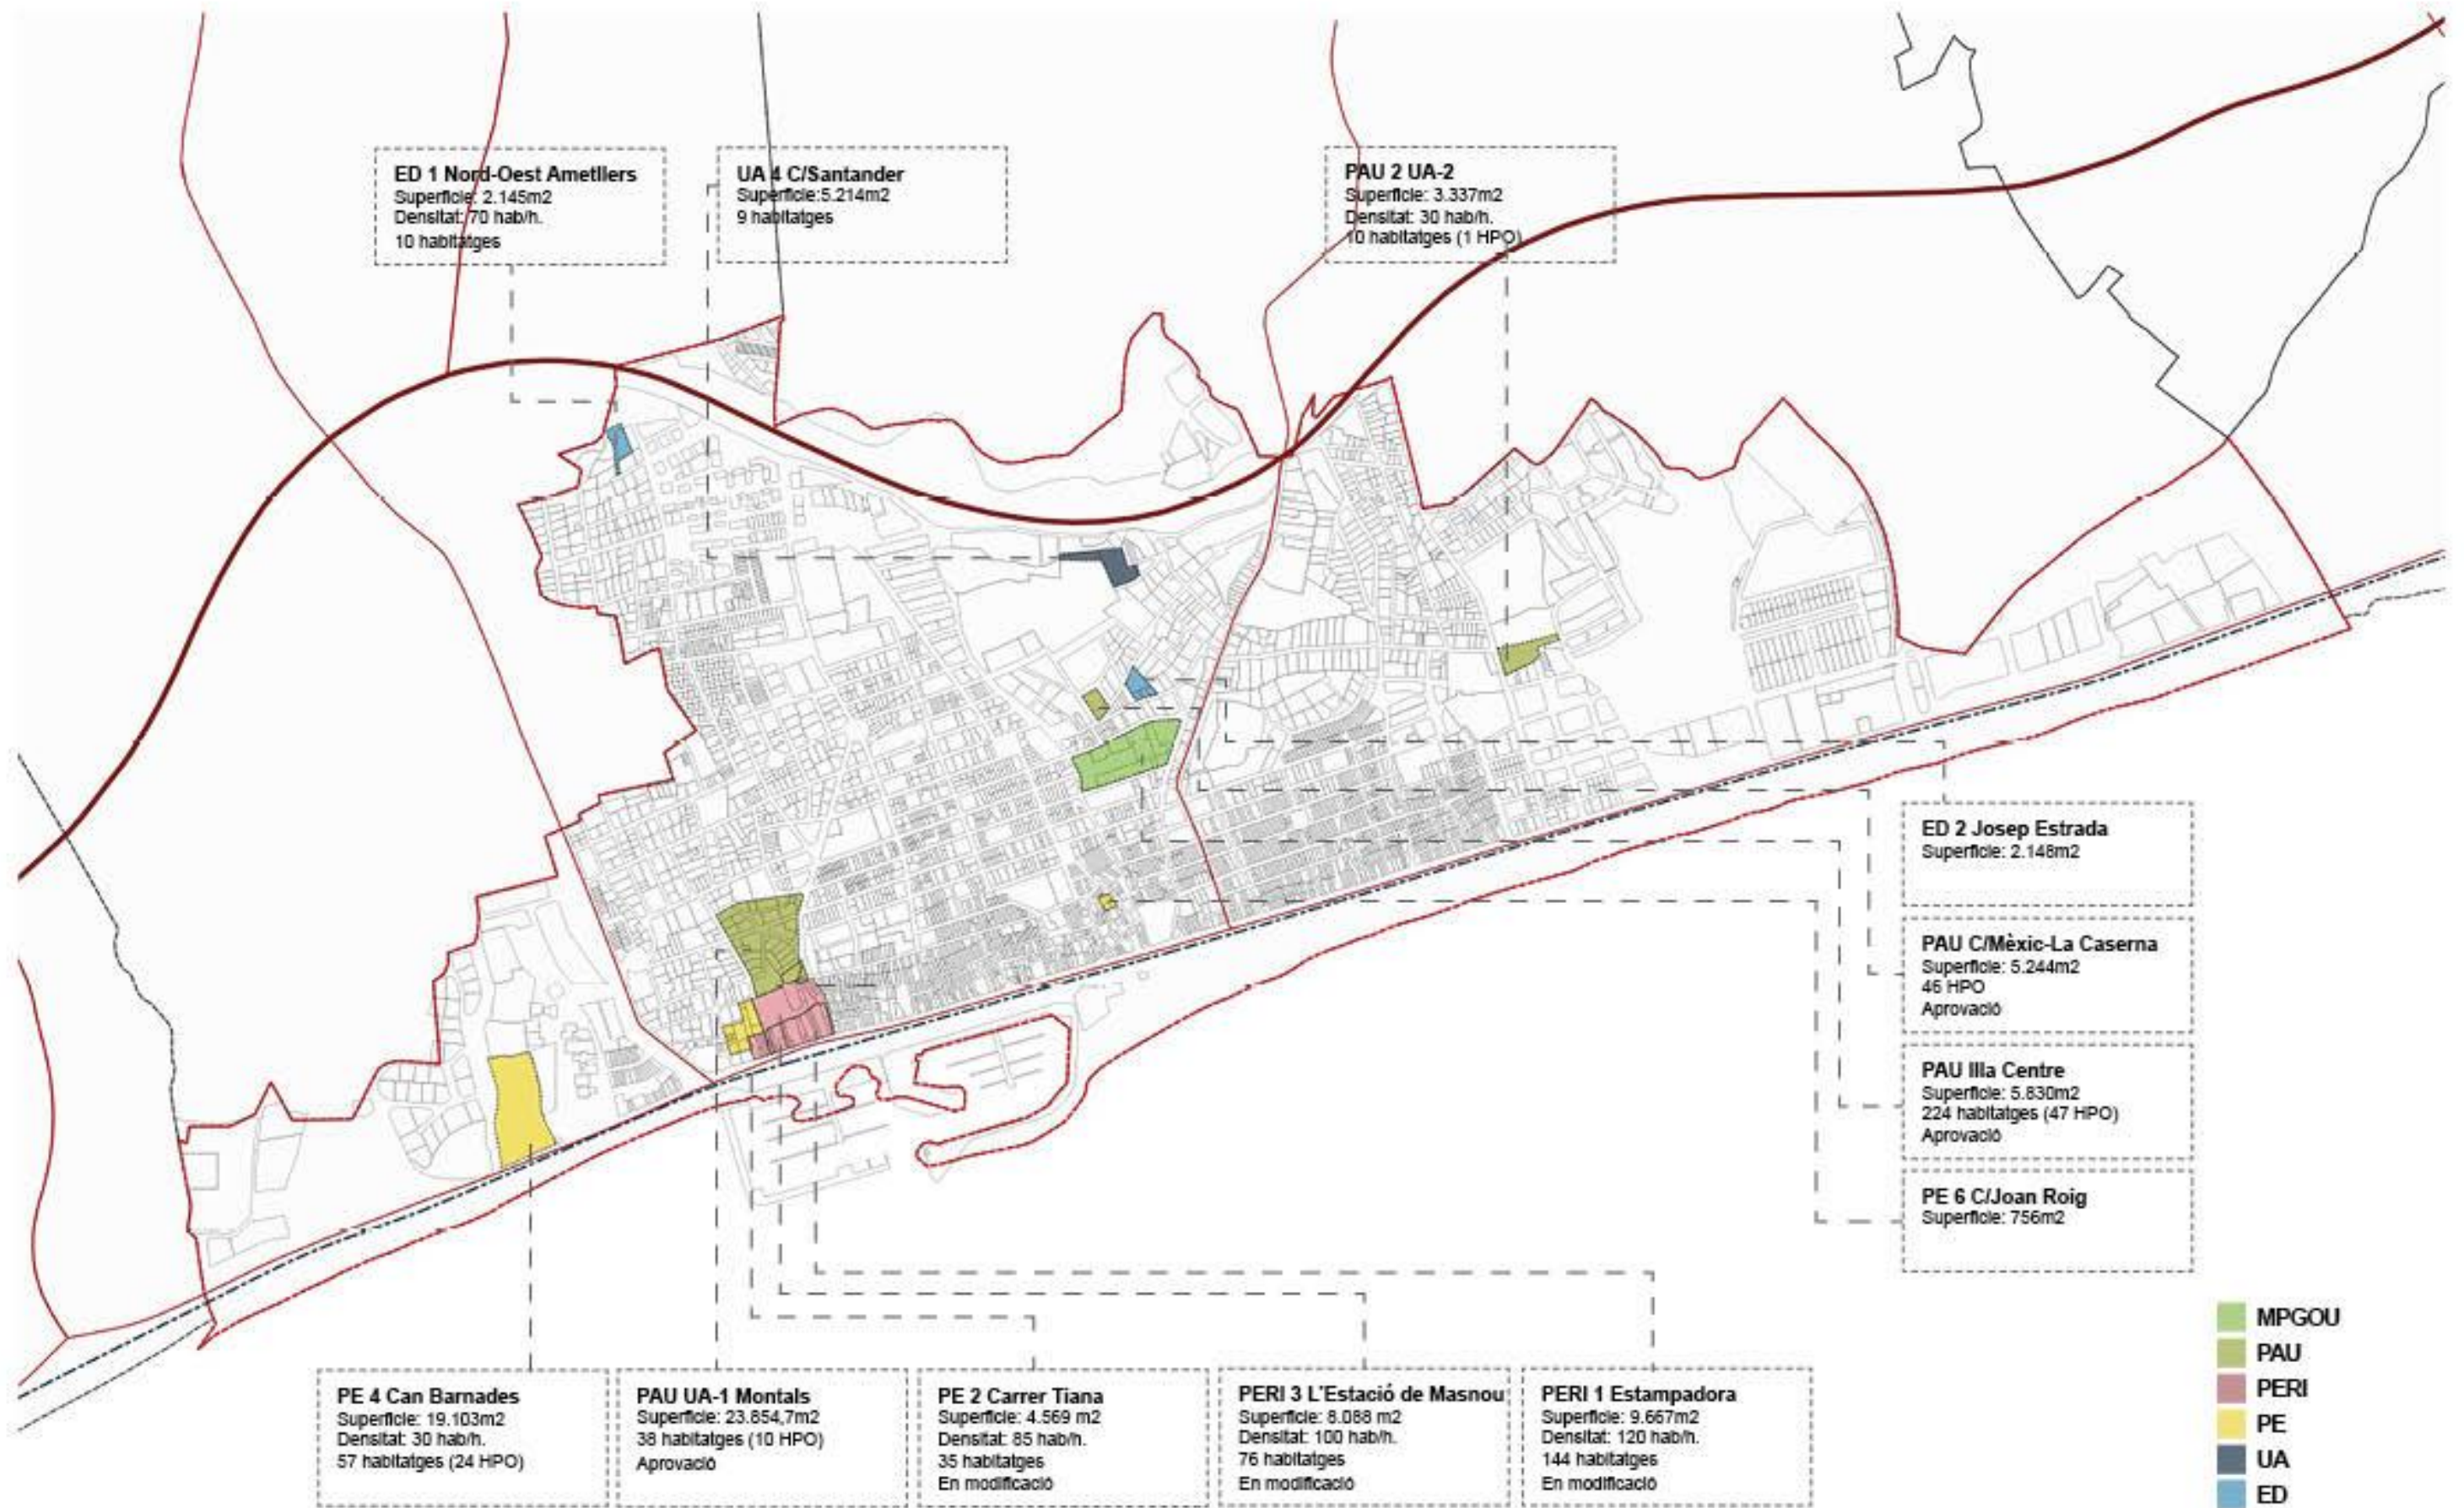 ED 1 Nord-Oest Ametllers
Superfície: 2.145m2
Densitat: 70 hab/h.
10 habitatges
UA 4 C/Santander
Superfície:5.214m2
9 habitatges
PAU 2 UA-2
Superfície: 3.337m2
Densitat: 30 hab/h.
10 habitatges (1 HPO)
ED 2 Josep Estrada
Superfície: 2.148m2
PAU C/Mèxic-La Caserna
Superfície: 5.244m2
46 HPO
Aprovació
PAU Illa Centre
Superfície: 5.830m2
224 habitatges (47 HPO)
Aprovació
PE 6 C/Joan Roig
Superfície: 756m2
PE 4 Can Barnades
Superfície: 19.103m2
Densitat: 30 hab/h.
57 habitatges (24 HPO)
PAU UA-1 Montals
Superfície: 23.854,7m2
38 habitatges (10 HPO)
Aprovació
PE 2 Carrer Tiana
Superfície: 4.569 m2
Densitat: 85 hab/h.
35 habitatges
En modificació
PERI 3 L'Estació de Masnou
Superfície: 8.088 m2
Densitat: 100 hab/h.
76 habitatges
En modificació
PERI 1 Estampadora
Superfície: 9.667m2
Densitat: 120 hab/h.
144 habitatges
En modificació
MPGOU
PAU
PERI
PE
UA
ED